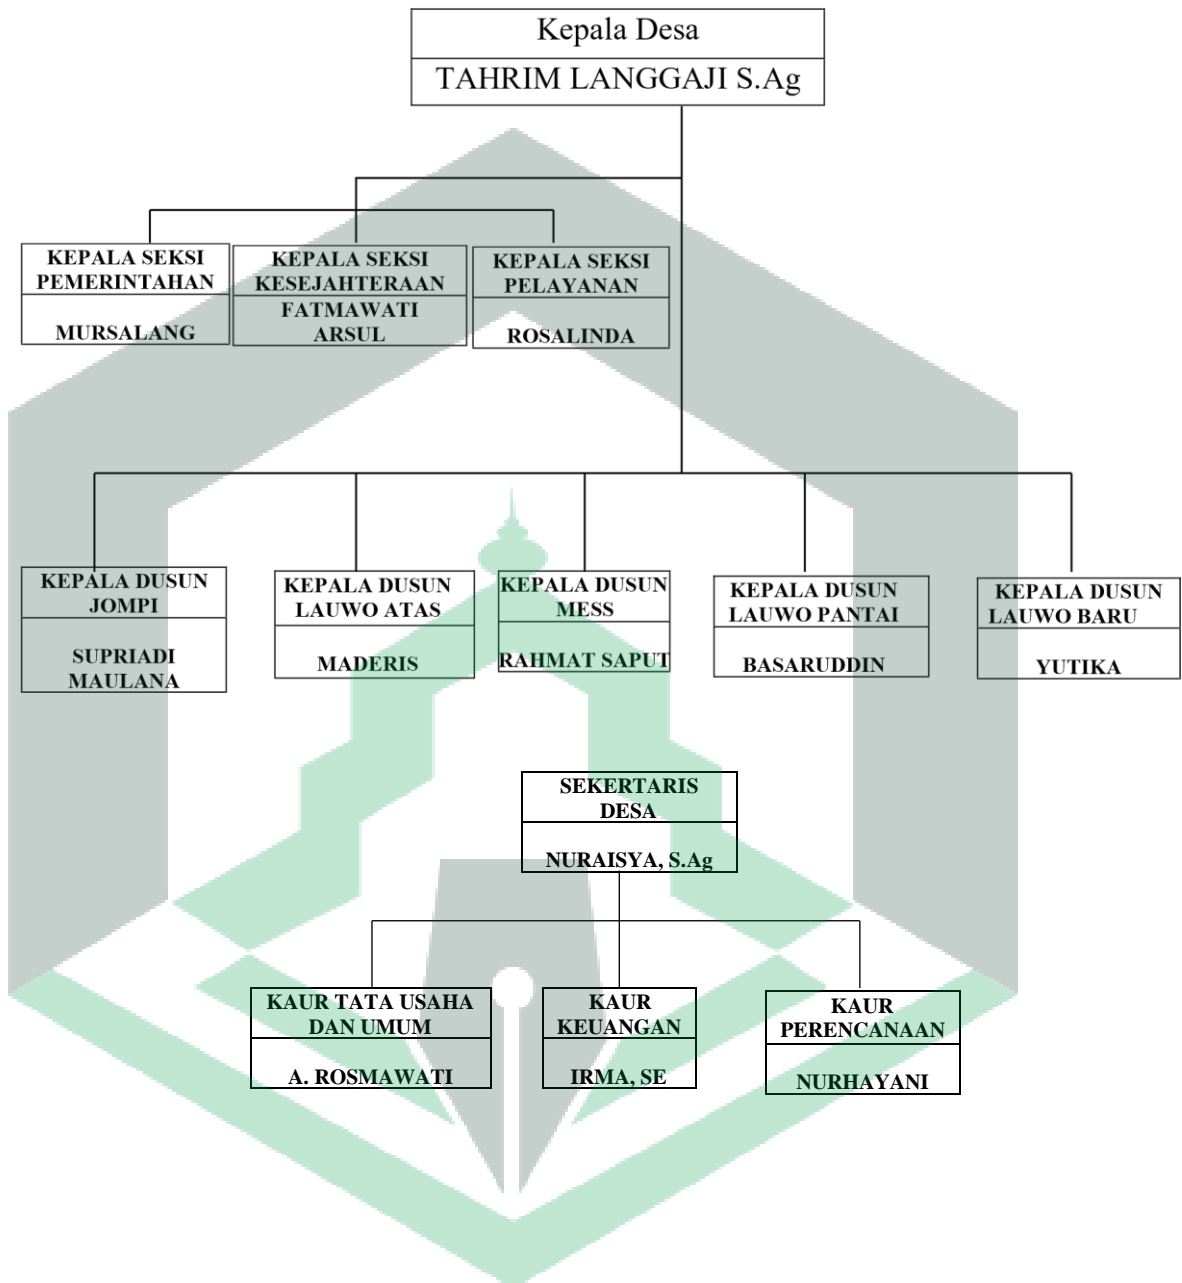 Kepala Desa
TAHRIM LANGGAJI S.Ag
KEPALA SEKSI
PEMERINTAHAN
MURSALANG
KEPALA SEKSI
KESEJAHTERAAN
FATMAWATI
ARSUL
KEPALA SEKSI
PELAYANAN
ROSALINDA
KEPALA DUSUN
JOMPI
SUPRIADI
MAULANA
KEPALA DUSUN
LAUWO ATAS
MADERIS
KEPALA DUSUN
MESS
RAHMAT SAPUT
KEPALA DUSUN
LAUWO PANTAI
BASARUDDIN
KEPALA DUSUN
LAUWO BARU
YUTIKA
SEKERTARIS
DESA
NURAISYA, S.Ag
KAUR TATA USAHA
DAN UMUM
A. ROSMAWATI
KAUR
KEUANGAN
IRMA, SE
KAUR
PERENCANAAN
NURHAYANI